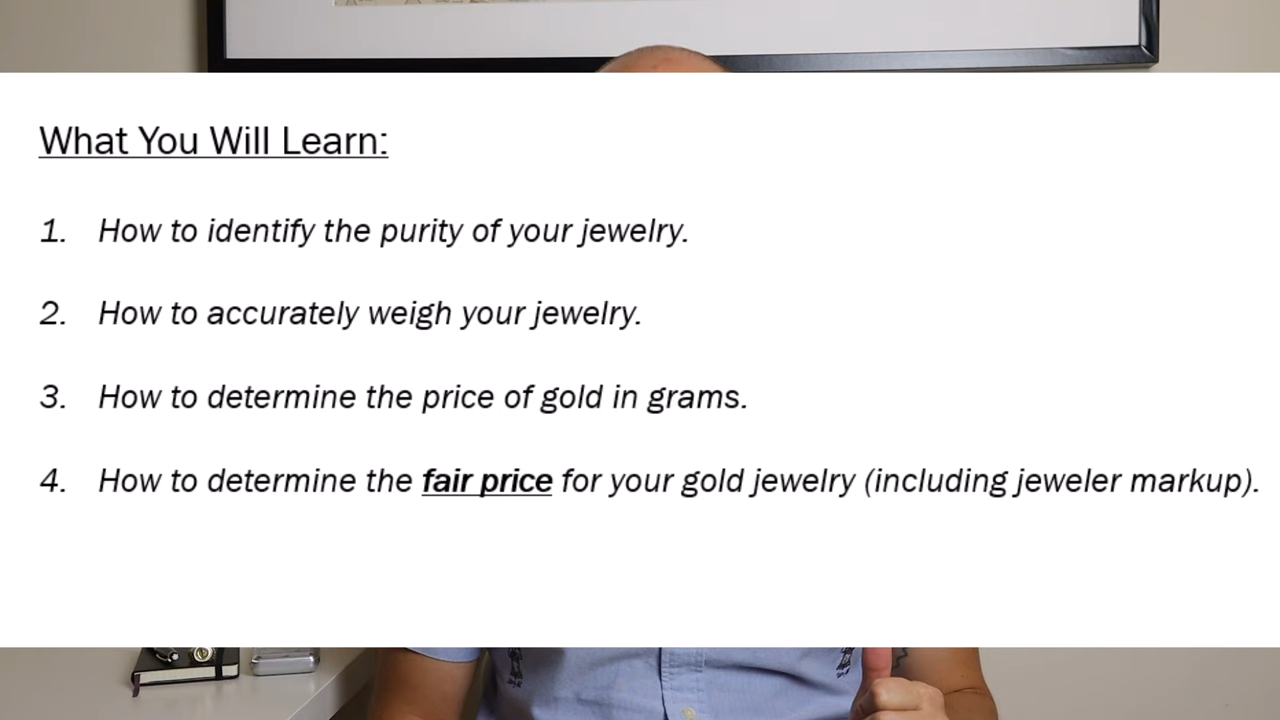 What You Will Learn:
1. How to identify the purity of your jewelry.
2. How to accurately weigh your jewelry.
3. How to determine the price of gold in grams.
4. How to determine the fair price for your gold jewelry (including jeweler markup).